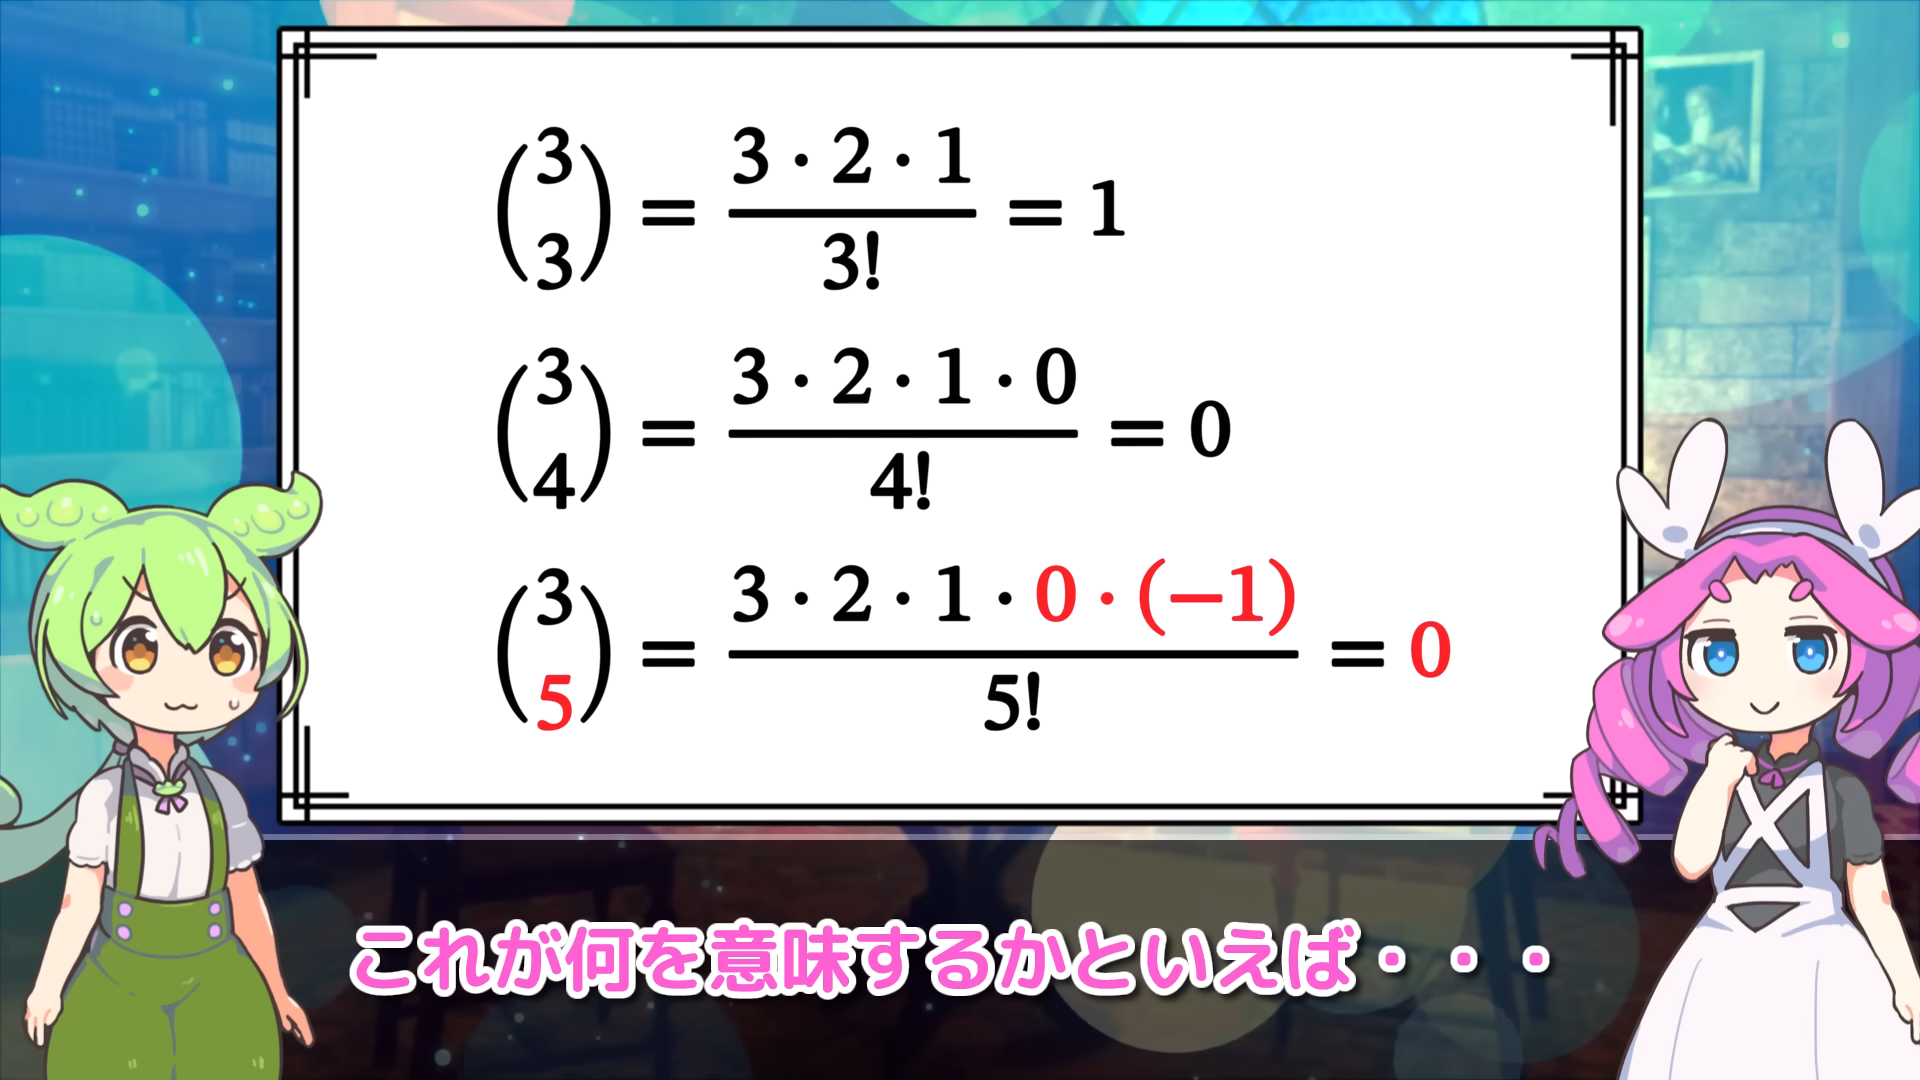 (3 3) = 3・2・1 / 3! = 1
(3 4) = 3・2・1・0 / 4! = 0
(3 5) = 3・2・1・0・(−1) / 5! = 0
これが何を意味するかといえば・・・